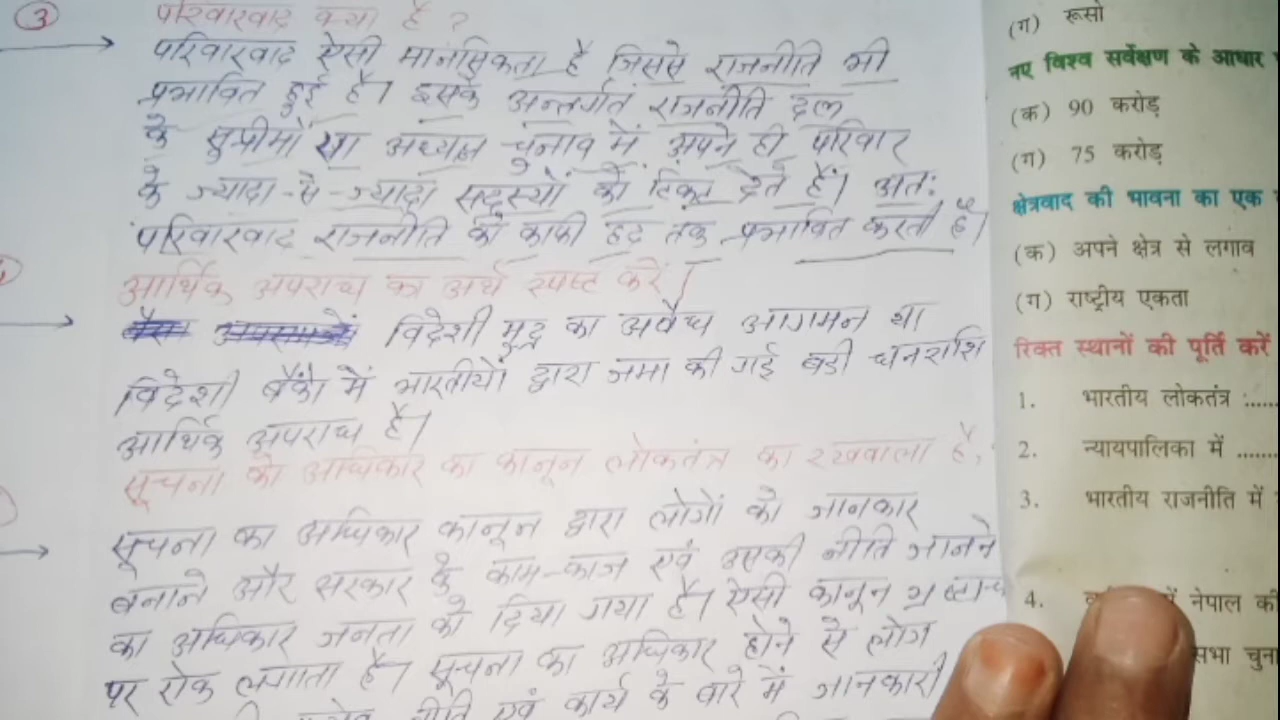 3
परिवारवाद क्या है ?
परिवारवाद ऐसी मानसिकता है जिससे राजनीति भी
प्रभावित हुई है। इसके अन्तर्गत राजनीति दल
के सुप्रीमों या अध्यक्ष चुनाव में अपने ही परिवार
के ज्यादा-से-ज्यादा सदस्यों को टिकट देते हैं। अतः
परिवारवाद राजनीति को काफी हद तक प्रभावित करती है।
आर्थिक अपराध का अर्थ स्पष्ट करें।
विदेशी मुद्र का अवैध आगमन था
विदेशी बैंकों में भारतीयों द्वारा जमा की गई बडी धनराशि
आर्थिक अपराध है।
सूचना का अधिकार का कानून लोकतंत्र का रखवाला है,
सूचना का अधिकार कानून द्वारा लोगों को जानकार
बनाने और सरकार के काम-काज एवं उसकी नीति जानने
का अधिकार जनता को दिया गया है। ऐसी कानून भ्रष्टाचा
पर रोक लगाता है। सूचना का अधिकार होने से लोग
नीति एवं कार्य के बारे में जानकारी
(ग) रूसो
नए विश्व सर्वेक्षण के आधार
(क) 90 करोड़
(ग) 75 करोड़
क्षेत्रवाद की भावना का एक
(क) अपने क्षेत्र से लगाव
(ग) राष्ट्रीय एकता
रिक्त स्थानों की पूर्ति करें
1. भारतीय लोकतंत्र :.....
2. न्यायपालिका में .......
3. भारतीय राजनीति में
4. में नेपाल की
सभा चुना